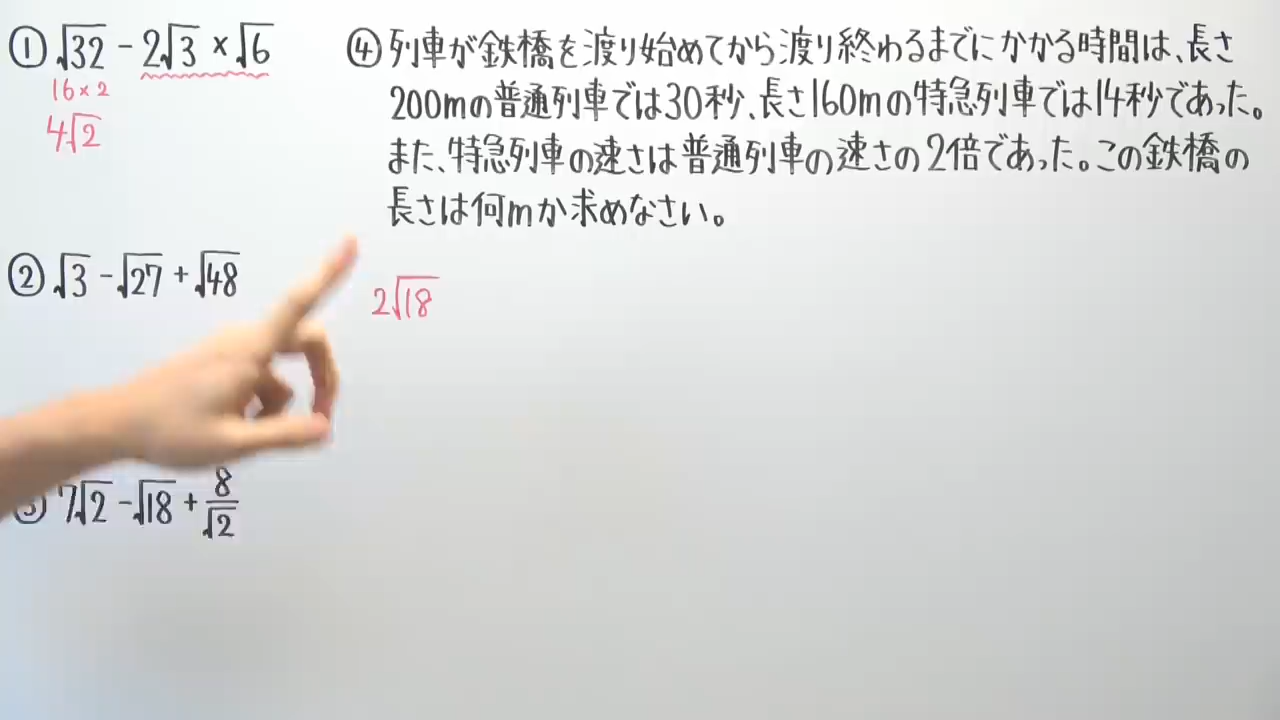 ① √32 - 2√3 × √6
16×2
4√2
② √3 - √27 + √48
③ 7√2 - √18 + 8/√2
④ 列車が鉄橋を渡り始めてから渡り終わるまでにかかる時間は、長さ
200mの普通列車では30秒、長さ160mの特急列車では14秒であった。
また、特急列車の速さは普通列車の速さの2倍であった。この鉄橋の
長さは何mか求めなさい。
2√18